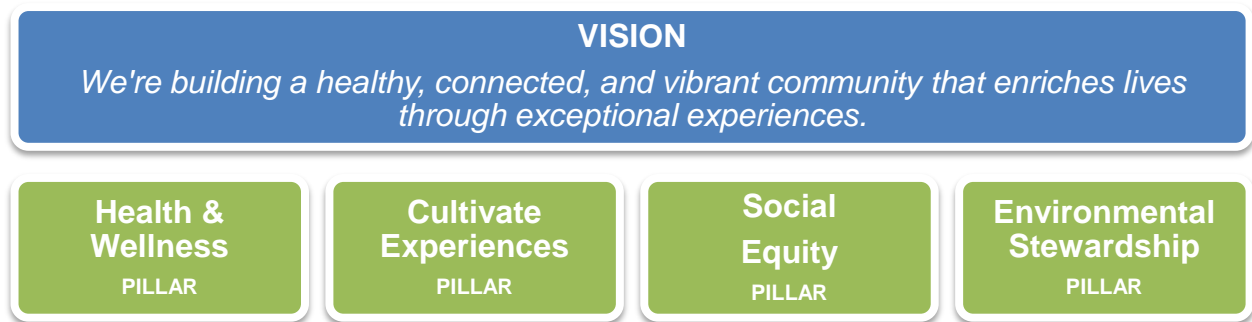 VISION
We're building a healthy, connected, and vibrant community that enriches lives
through exceptional experiences.
Health &
Wellness
PILLAR
Cultivate
Experiences
PILLAR
Social
Equity
PILLAR
Environmental
Stewardship
PILLAR